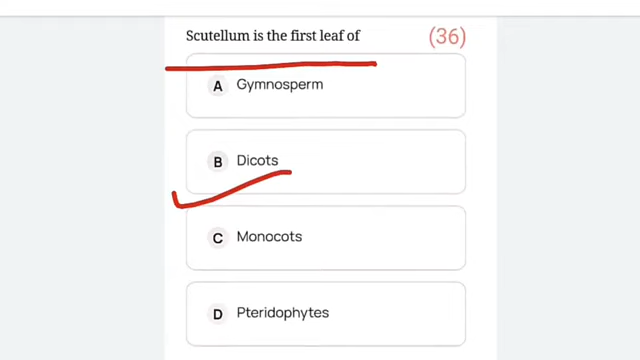 Scutellum is the first leaf of (36)
A Gymnosperm
B Dicots
C Monocots
D Pteridophytes